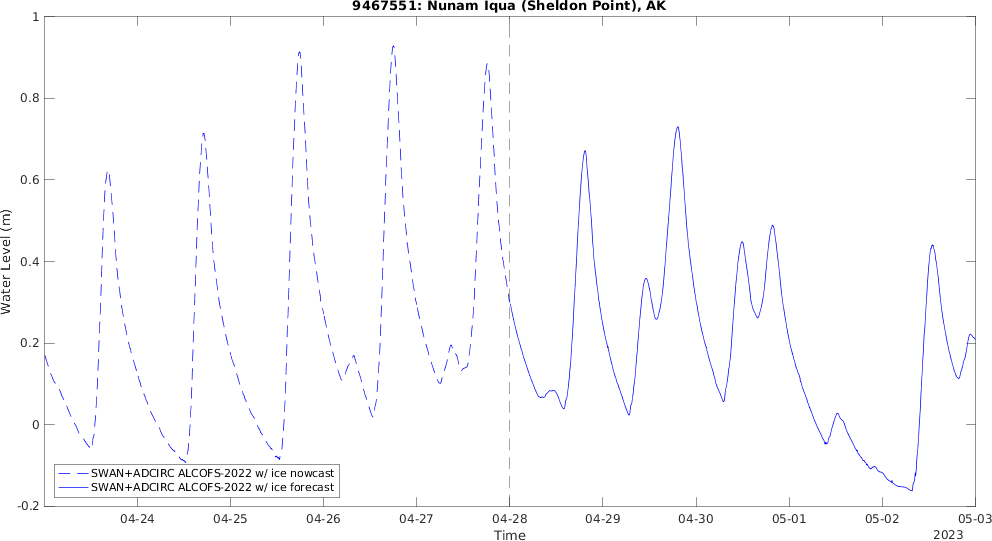 9467551: Nunam Iqua (Sheldon Point), AK
Water Level (m)
1
0.8
0.6
0.4
0.2
0
-0.2
SWAN+ADCIRC ALCOFS-2022 w/ ice nowcast
SWAN+ADCIRC ALCOFS-2022 w/ ice forecast
04-24 04-25 04-26 04-27 04-28 04-29 04-30 05-01 05-02 05-03
Time
2023